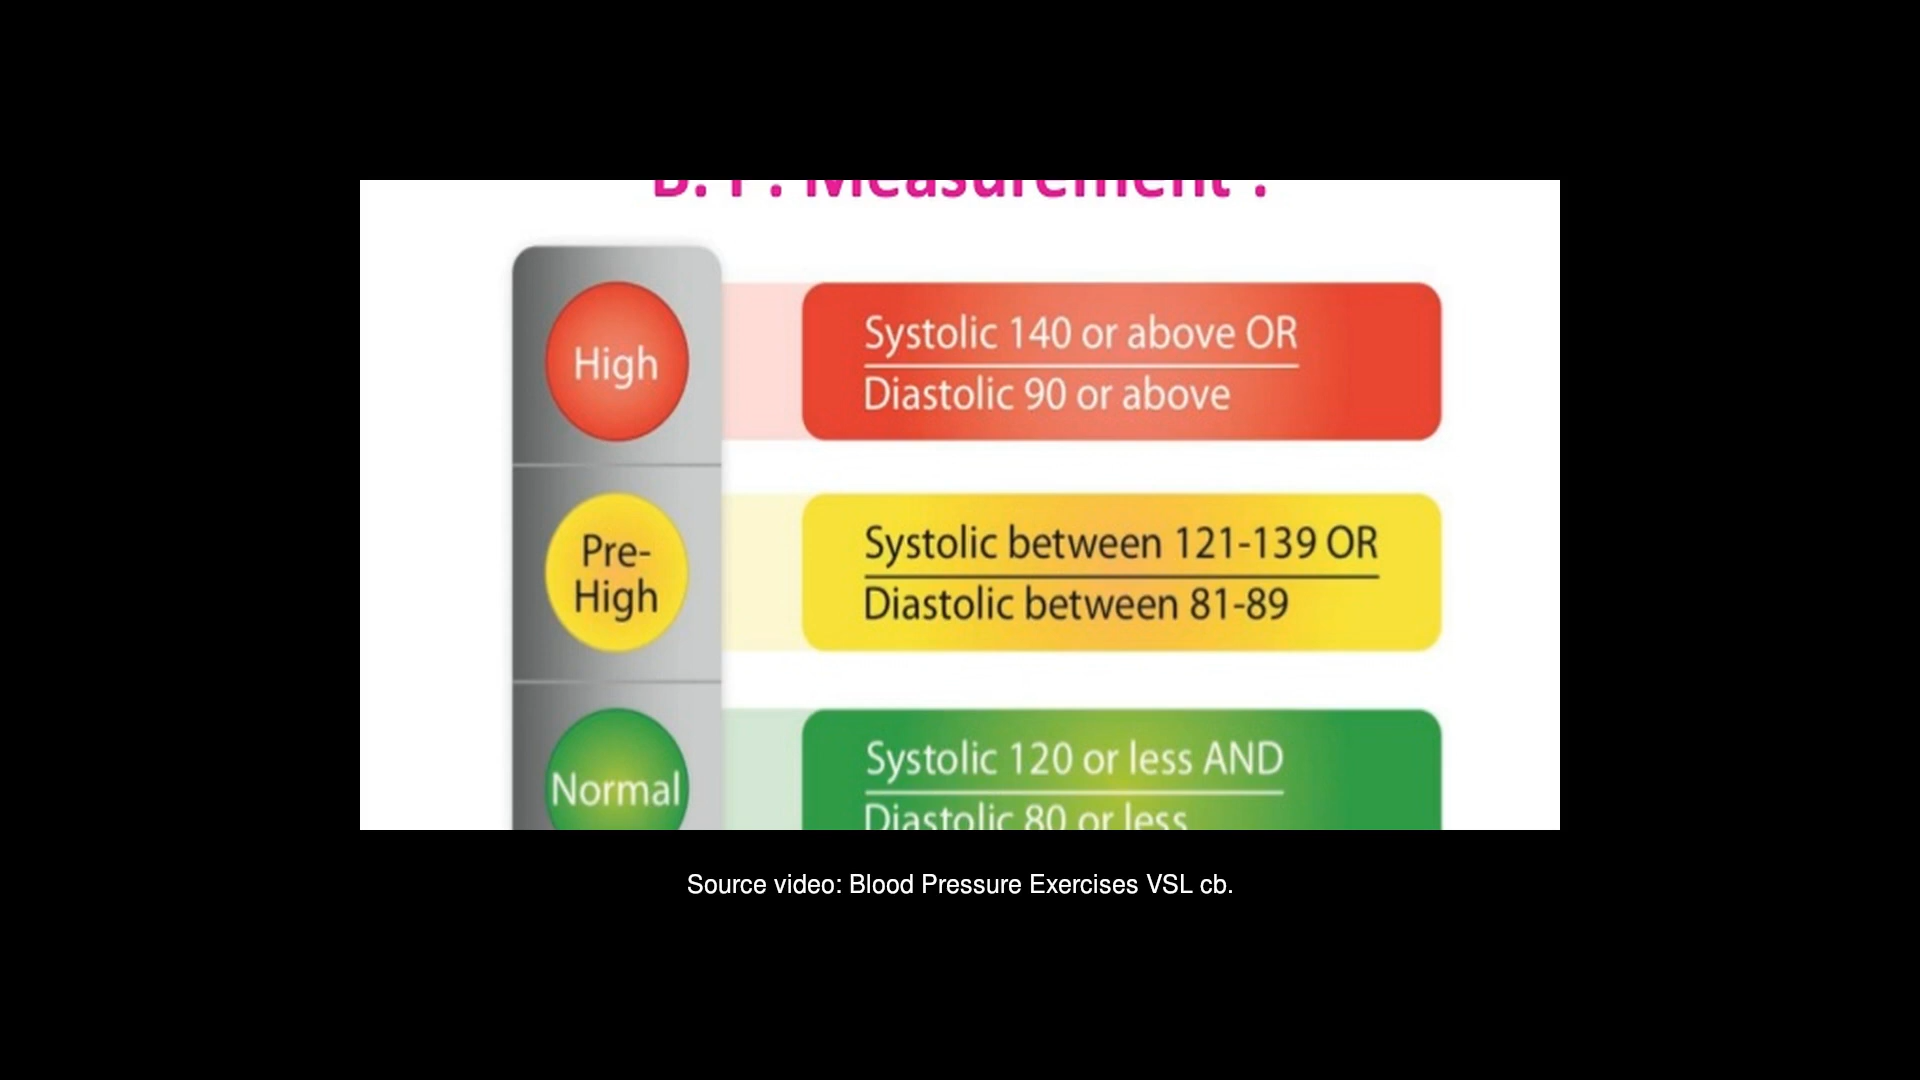 B. P. Measurement :
High
Systolic 140 or above OR
Diastolic 90 or above
Pre-
High
Systolic between 121-139 OR
Diastolic between 81-89
Normal
Systolic 120 or less AND
Diastolic 80 or less
Source video: Blood Pressure Exercises VSL cb.